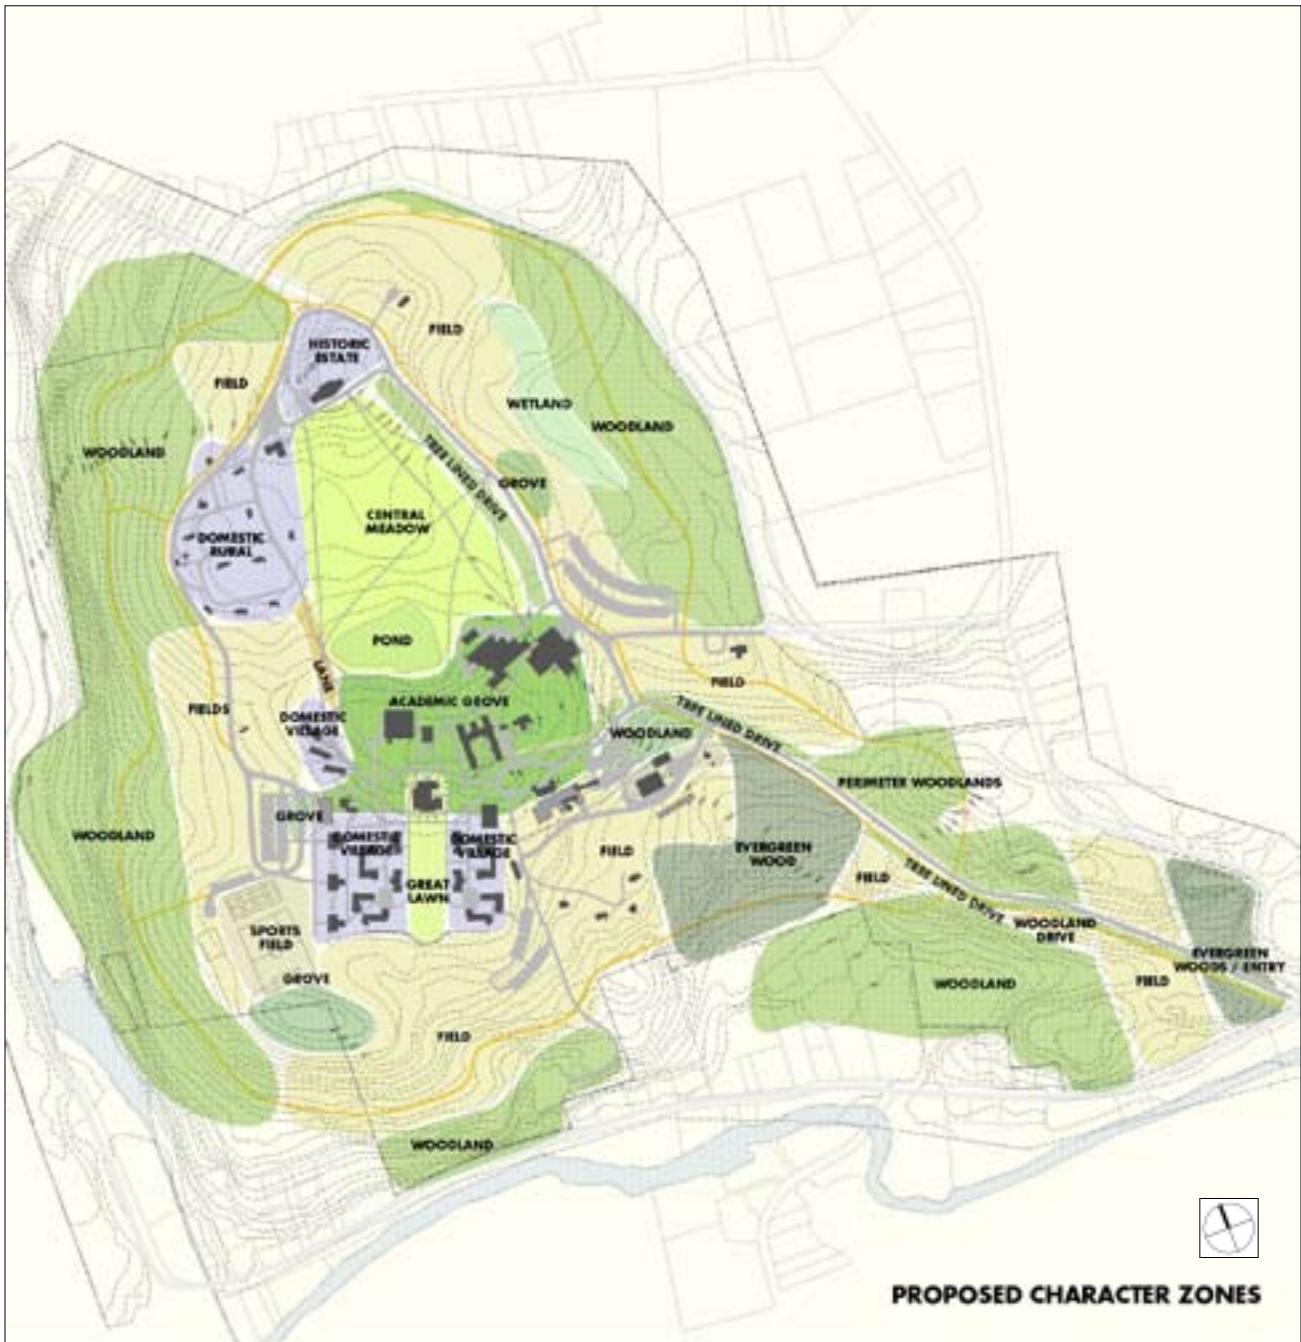 HISTORIC
ESTATE
FIELD
FIELD
WETLAND
WOODLAND
WOODLAND
TREE LINED DRIVE
GROVE
CENTRAL
MEADOW
DOMESTIC
RURAL
POND
LANE
ACADEMIC GROVE
FIELD
FIELDS
DOMESTIC
VILLAGE
WOODLAND
TREE LINED DRIVE
PERIMETER WOODLANDS
WOODLAND
GROVE
DOMESTIC
VILLAGE
DOMESTIC
VILLAGE
GREAT
LAWN
FIELD
EVERGREEN
WOOD
FIELD
TREE LINED DRIVE
WOODLAND
DRIVE
SPORTS
FIELD
GROVE
FIELD
WOODLAND
FIELD
EVERGREEN
WOODS / ENTRY
WOODLAND
PROPOSED CHARACTER ZONES